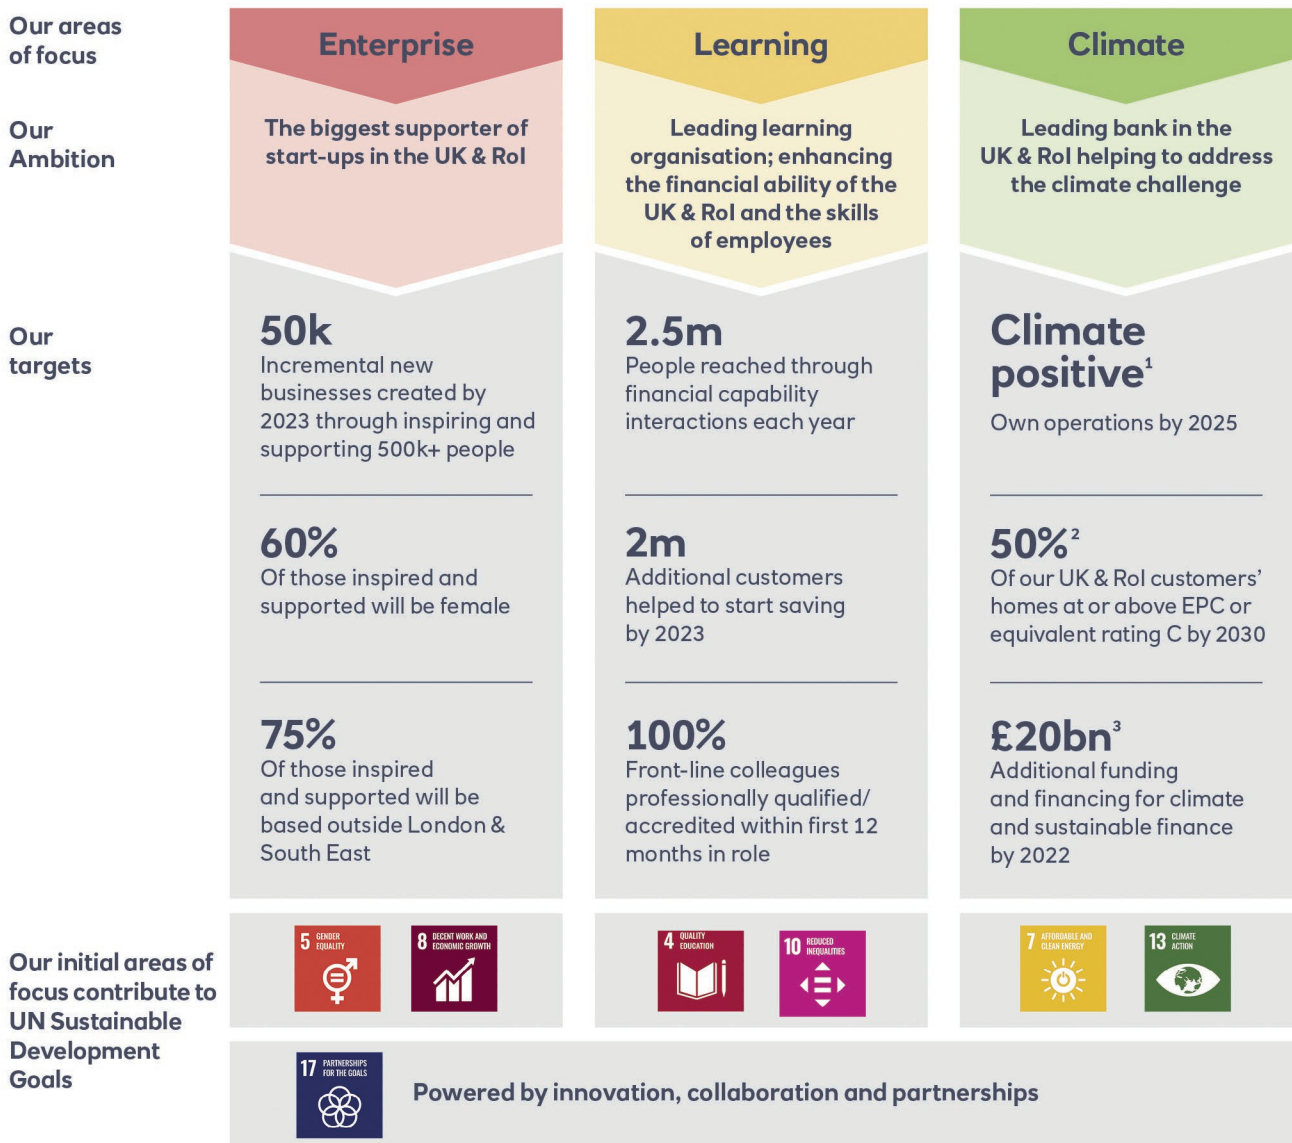 Our areas
of focus
Enterprise
Learning
Climate
Our
Ambition
The biggest supporter of
start-ups in the UK & RoI
Leading learning
organisation; enhancing
the financial ability of the
UK & RoI and the skills
of employees
Leading bank in the
UK & RoI helping to address
the climate challenge
Our
targets
50k
Incremental new
businesses created by
2023 through inspiring and
supporting 500k+ people
60%
Of those inspired and
supported will be female
75%
Of those inspired
and supported will be
based outside London &
South East
2.5m
People reached through
financial capability
interactions each year
2m
Additional customers
helped to start saving
by 2023
100%
Front-line colleagues
professionally qualified/
accredited within first 12
months in role
Climate
positive¹
Own operations by 2025
50%²
Of our UK & RoI customers’
homes at or above EPC or
equivalent rating C by 2030
£20bn³
Additional funding
and financing for climate
and sustainable finance
by 2022
Our initial areas of
focus contribute to
UN Sustainable
Development
Goals
5 GENDER
EQUALITY
8 DECENT WORK AND
ECONOMIC GROWTH
4 QUALITY
EDUCATION
10 REDUCED
INEQUALITIES
7 AFFORDABLE AND
CLEAN ENERGY
13 CLIMATE
ACTION
17 PARTNERSHIPS
FOR THE GOALS
Powered by innovation, collaboration and partnerships